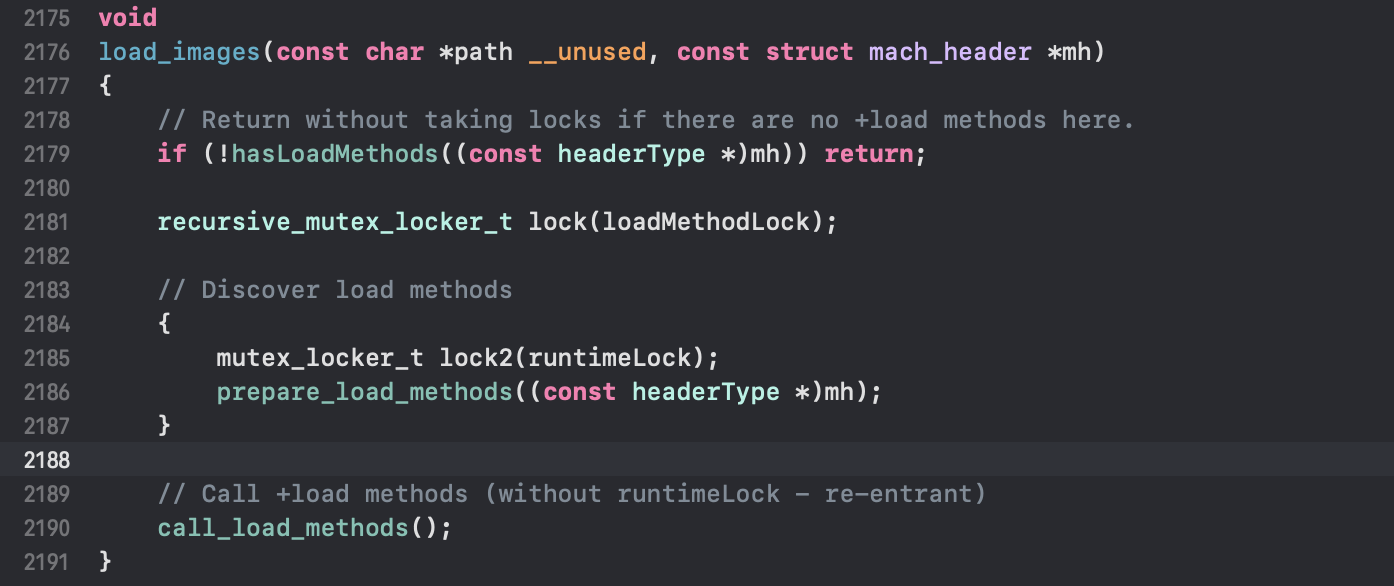 2175 void
2176 load_images(const char *path __unused, const struct mach_header *mh)
2177 {
2178     // Return without taking locks if there are no +load methods here.
2179     if (!hasLoadMethods((const headerType *)mh)) return;
2180
2181     recursive_mutex_locker_t lock(loadMethodLock);
2182
2183     // Discover load methods
2184     {
2185         mutex_locker_t lock2(runtimeLock);
2186         prepare_load_methods((const headerType *)mh);
2187     }
2188
2189     // Call +load methods (without runtimeLock - re-entrant)
2190     call_load_methods();
2191 }